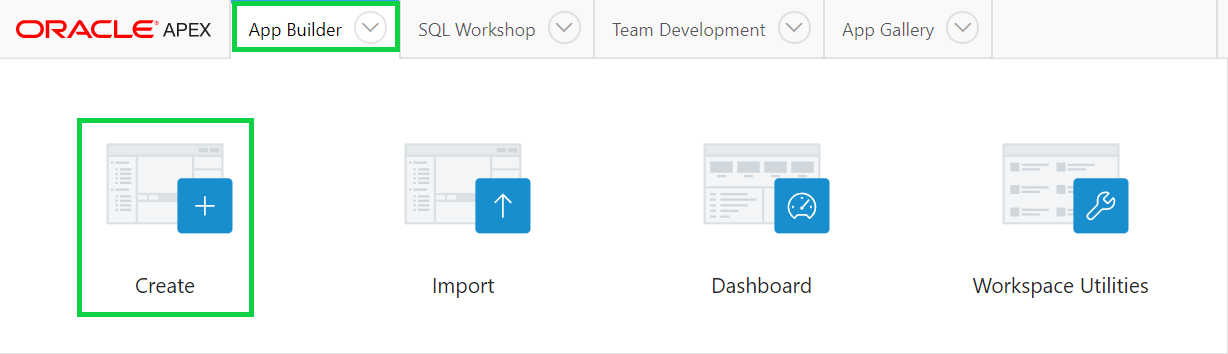 ORACLE APEX App Builder SQL Workshop Team Development App Gallery
Create Import Dashboard Workspace Utilities